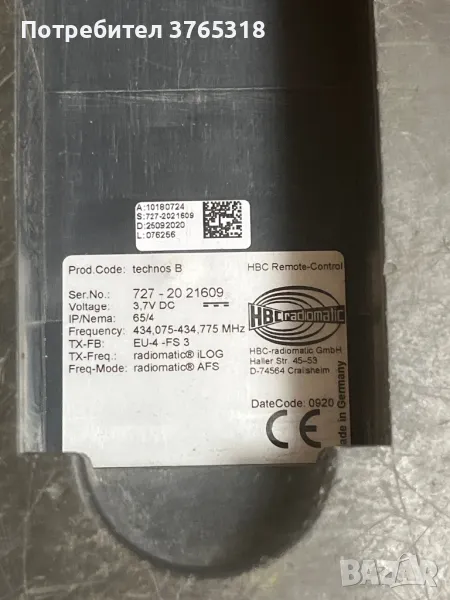 Потребител 3765318
A:10180724
S:727-2021609
D:25092020
L:076256
Prod.Code: technos B
HBC Remote-Control
Ser.No.: 727 - 20 21609
Voltage: 3,7V DC
IP/Nema: 65/4
Frequency: 434,075-434,775 MHz
TX-FB: EU-4 -FS 3
TX-Freq.: radiomatic® iLOG
Freq-Mode: radiomatic® AFS
HBCradiomatic
HBC-radiomatic GmbH
Haller Str. 45-53
D-74564 Crailsheim
DateCode: 0920
CE
Made in Germany
BAZAR